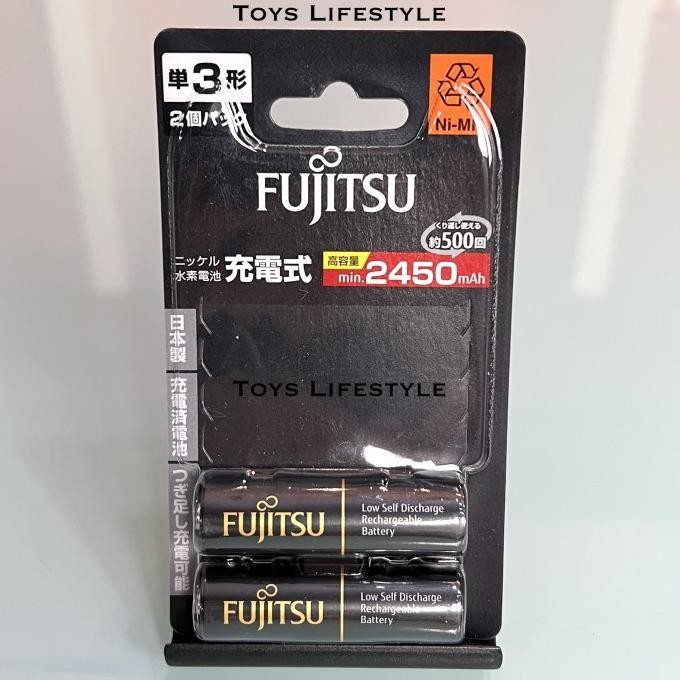 Toys Lifestyle
単3形
2個パック
Ni-MH
FUJITSU
くり返し使える
約500回
ニッケル
水素電池
充電式
高容量
min.2450mAh
日本製
充電済電池
つぎ足し充電可能
Toys Lifestyle
FUJITSU
Low Self Discharge
Rechargeable
Battery
FUJITSU
Low Self Discharge
Rechargeable
Battery